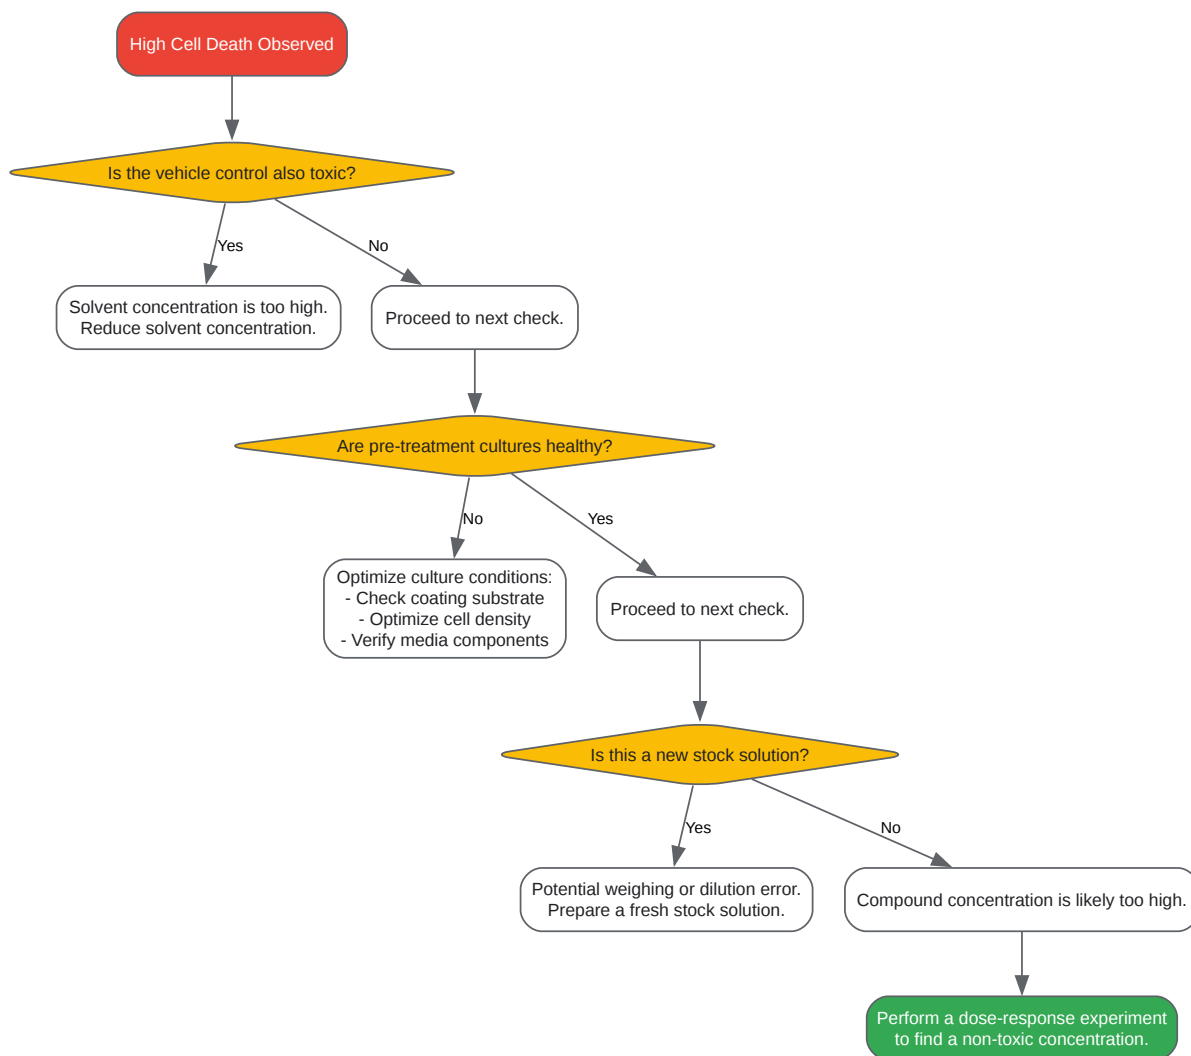 High Cell Death Observed
Is the vehicle control also toxic?
Yes
No
Solvent concentration is too high.
Reduce solvent concentration.
Proceed to next check.
Are pre-treatment cultures healthy?
No
Yes
Optimize culture conditions:
- Check coating substrate
- Optimize cell density
- Verify media components
Proceed to next check.
Is this a new stock solution?
Yes
No
Potential weighing or dilution error.
Prepare a fresh stock solution.
Compound concentration is likely too high.
Perform a dose-response experiment
to find a non-toxic concentration.